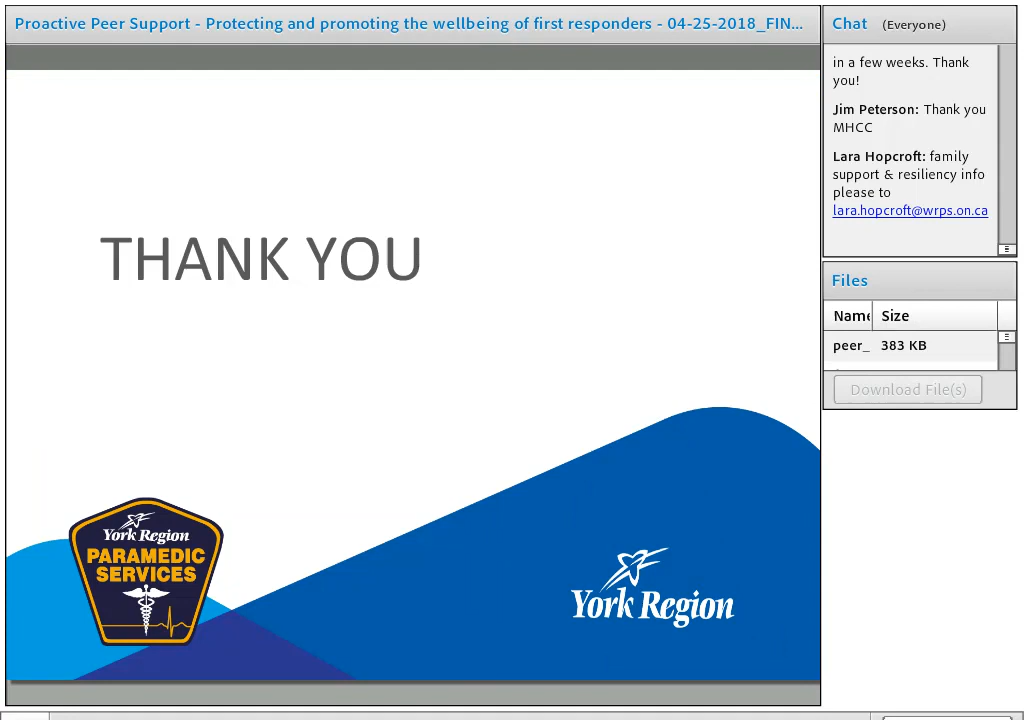 Proactive Peer Support - Protecting and promoting the wellbeing of first responders - 04-25-2018_FIN...
THANK YOU
York Region
PARAMEDIC
SERVICES
York Region
Chat (Everyone)
in a few weeks. Thank
you!
Jim Peterson: Thank you
MHCC
Lara Hopcroft: family
support & resiliency info
please to
lara.hopcroft@wrps.on.ca
Files
Name Size
peer_ 383 KB
Download File(s)